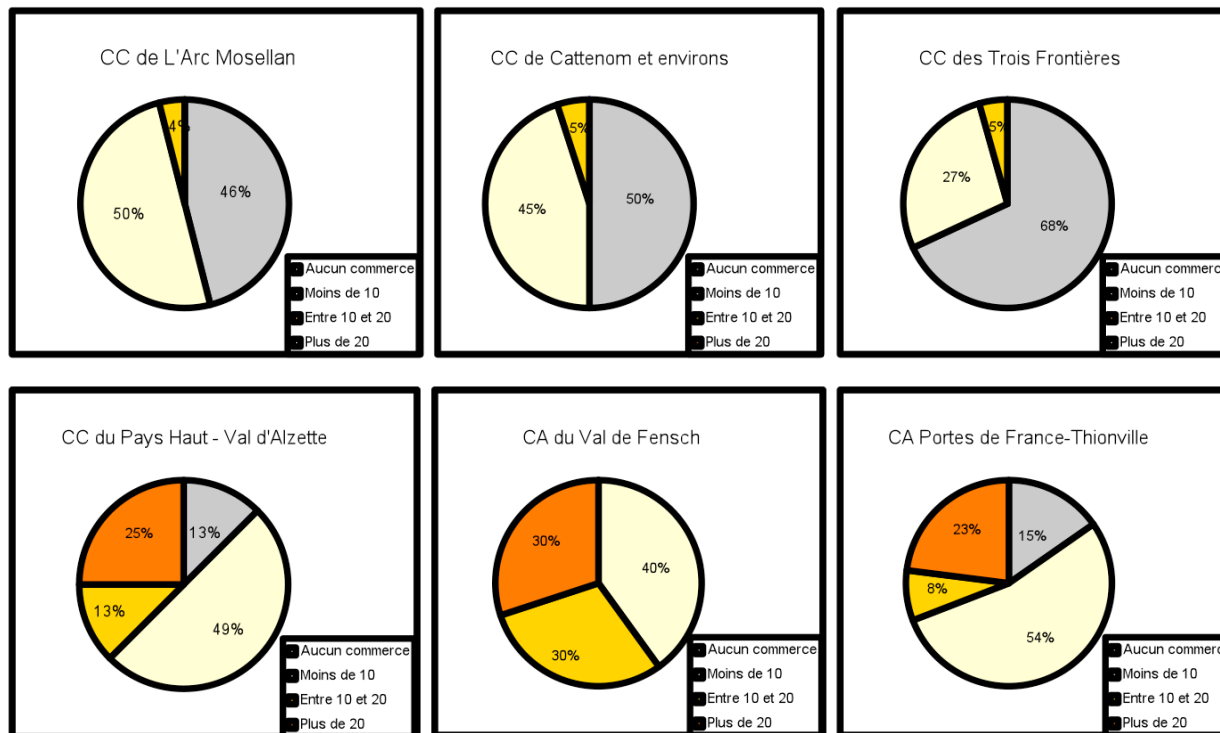 CC de L'Arc Mosellan
4%
46%
50%
Aucun commerce
Moins de 10
Entre 10 et 20
Plus de 20
CC de Cattenom et environs
5%
50%
45%
Aucun commerce
Moins de 10
Entre 10 et 20
Plus de 20
CC des Trois Frontières
5%
27%
68%
Aucun commerce
Moins de 10
Entre 10 et 20
Plus de 20
CC du Pays Haut - Val d'Alzette
25%
13%
13%
49%
Aucun commerce
Moins de 10
Entre 10 et 20
Plus de 20
CA du Val de Fensch
30%
40%
30%
Aucun commerce
Moins de 10
Entre 10 et 20
Plus de 20
CA Portes de France-Thionville
23%
15%
8%
54%
Aucun commerce
Moins de 10
Entre 10 et 20
Plus de 20